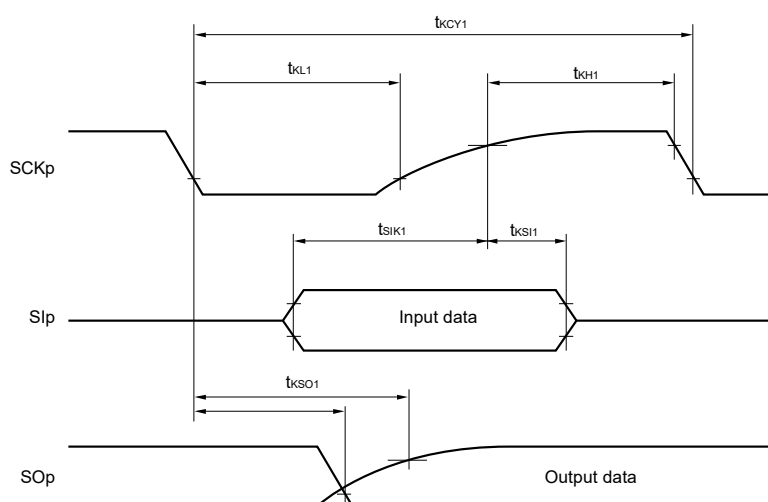 tKCY1
tKL1
tKH1
SCKp
tSIK1
tKSI1
SIp
Input data
tKSO1
SOp
Output data